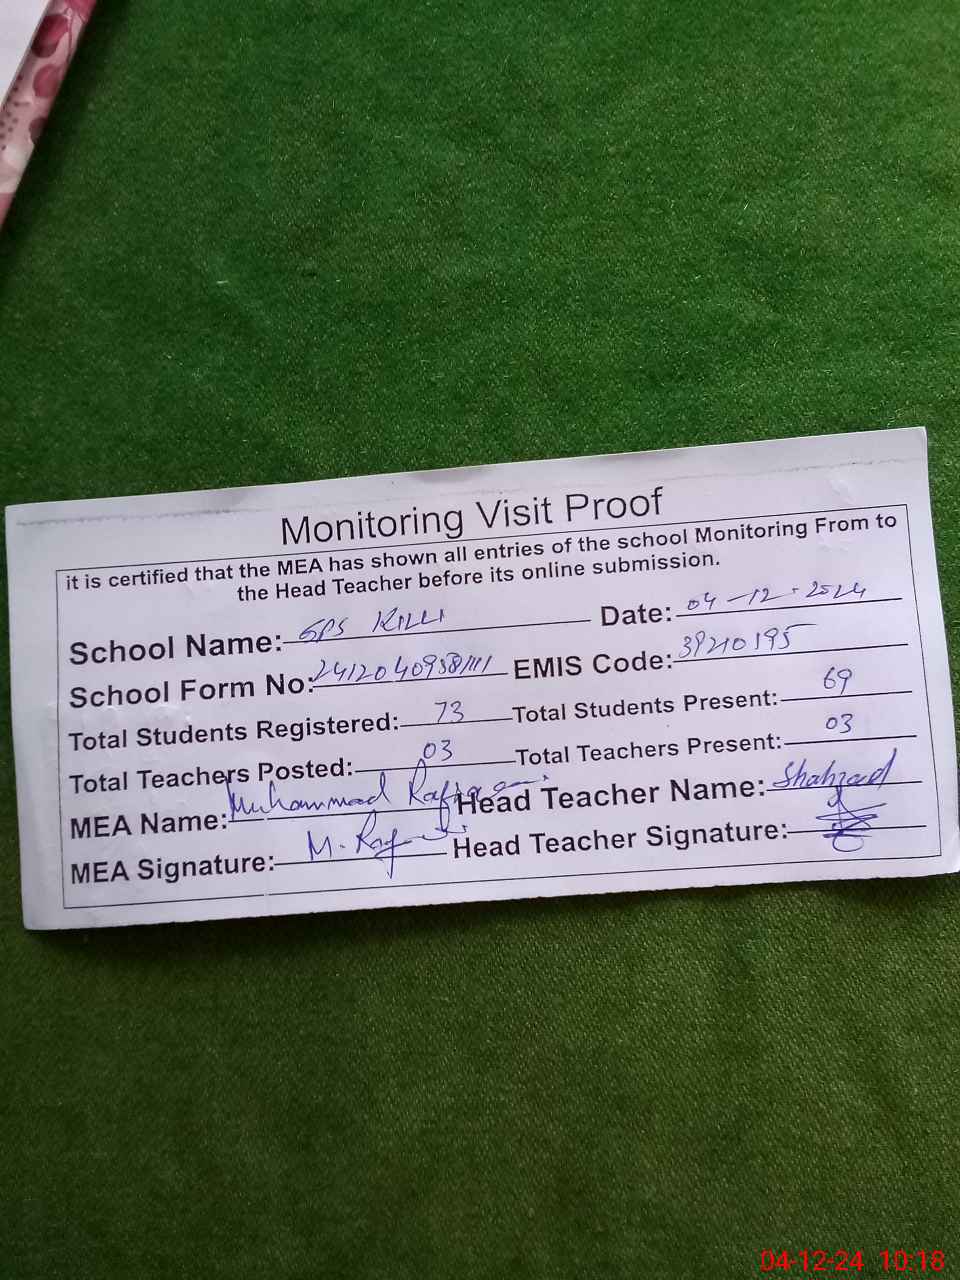 Monitoring Visit Proof
it is certified that the MEA has shown all entries of the school Monitoring From to
the Head Teacher before its online submission.
School Name: GPS KILLI Date: 04-12-2024
School Form No: EMIS Code: 39210195
Total Students Registered: 73 Total Students Present: 69
Total Teachers Posted: 03 Total Teachers Present: 03
MEA Name: Muhammad Head Teacher Name: Shahzad
MEA Signature: M. Head Teacher Signature:
04-12-24 10:18